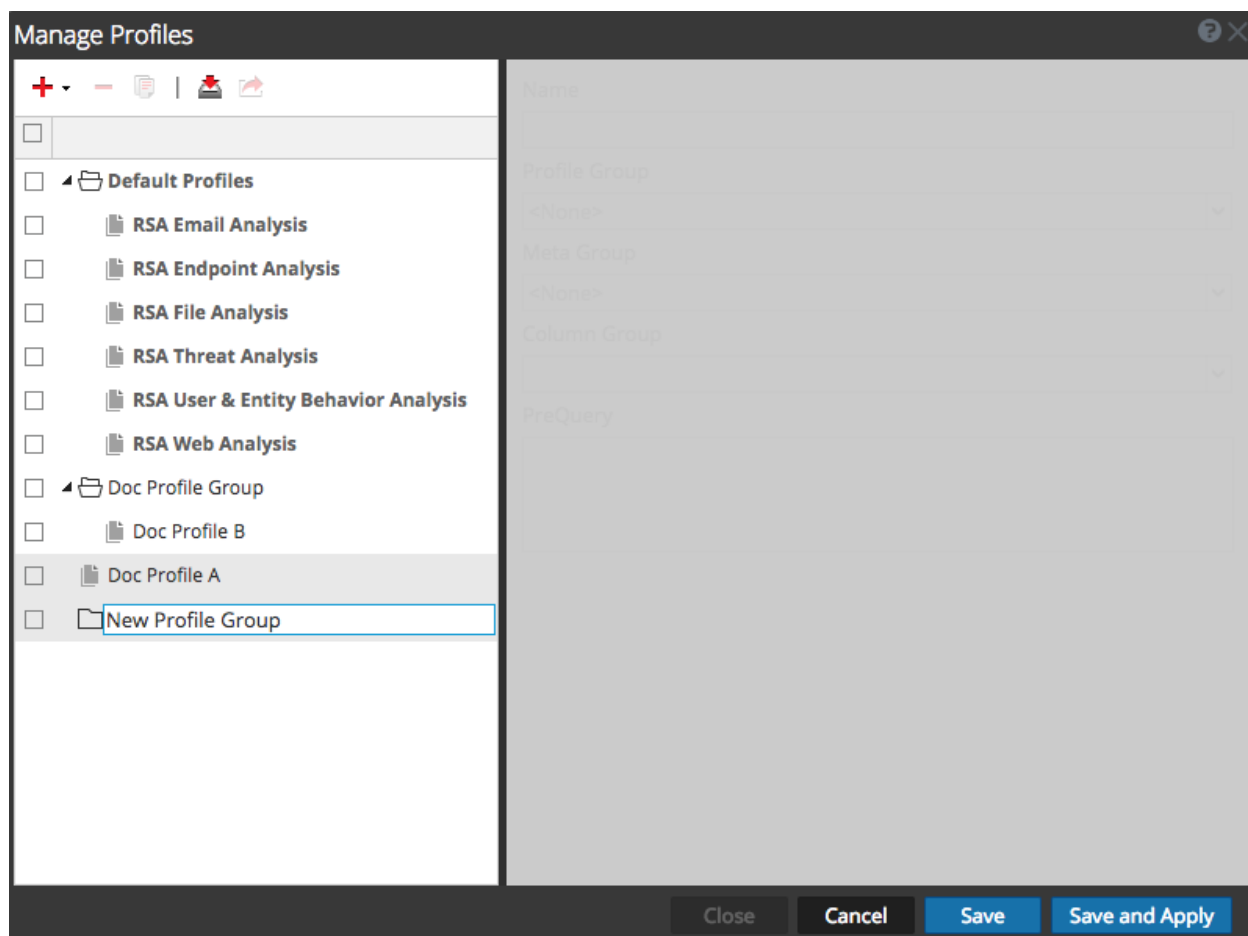 Manage Profiles
Name
Default Profiles
Profile Group
RSA Email Analysis
<None>
RSA Endpoint Analysis
Meta Group
<None>
RSA File Analysis
Column Group
RSA Threat Analysis
RSA User & Entity Behavior Analysis
PreQuery
RSA Web Analysis
Doc Profile Group
Doc Profile B
Doc Profile A
New Profile Group
Close Cancel Save Save and Apply